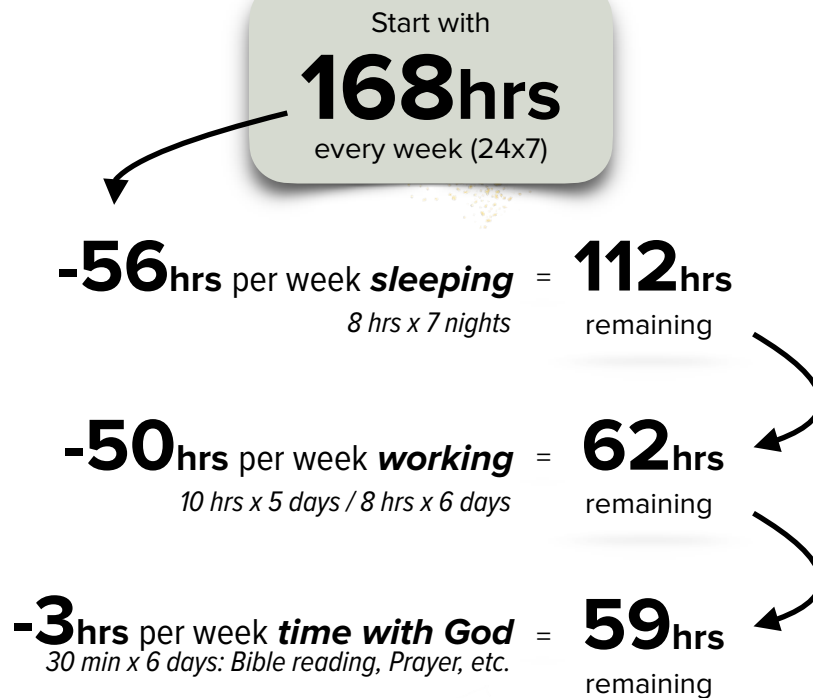 Start with
168hrs
every week (24x7)
-56hrs per week sleeping = 112hrs
8 hrs x 7 nights remaining
-50hrs per week working = 62hrs
10 hrs x 5 days / 8 hrs x 6 days remaining
-3hrs per week time with God = 59hrs
30 min x 6 days: Bible reading, Prayer, etc.
remaining